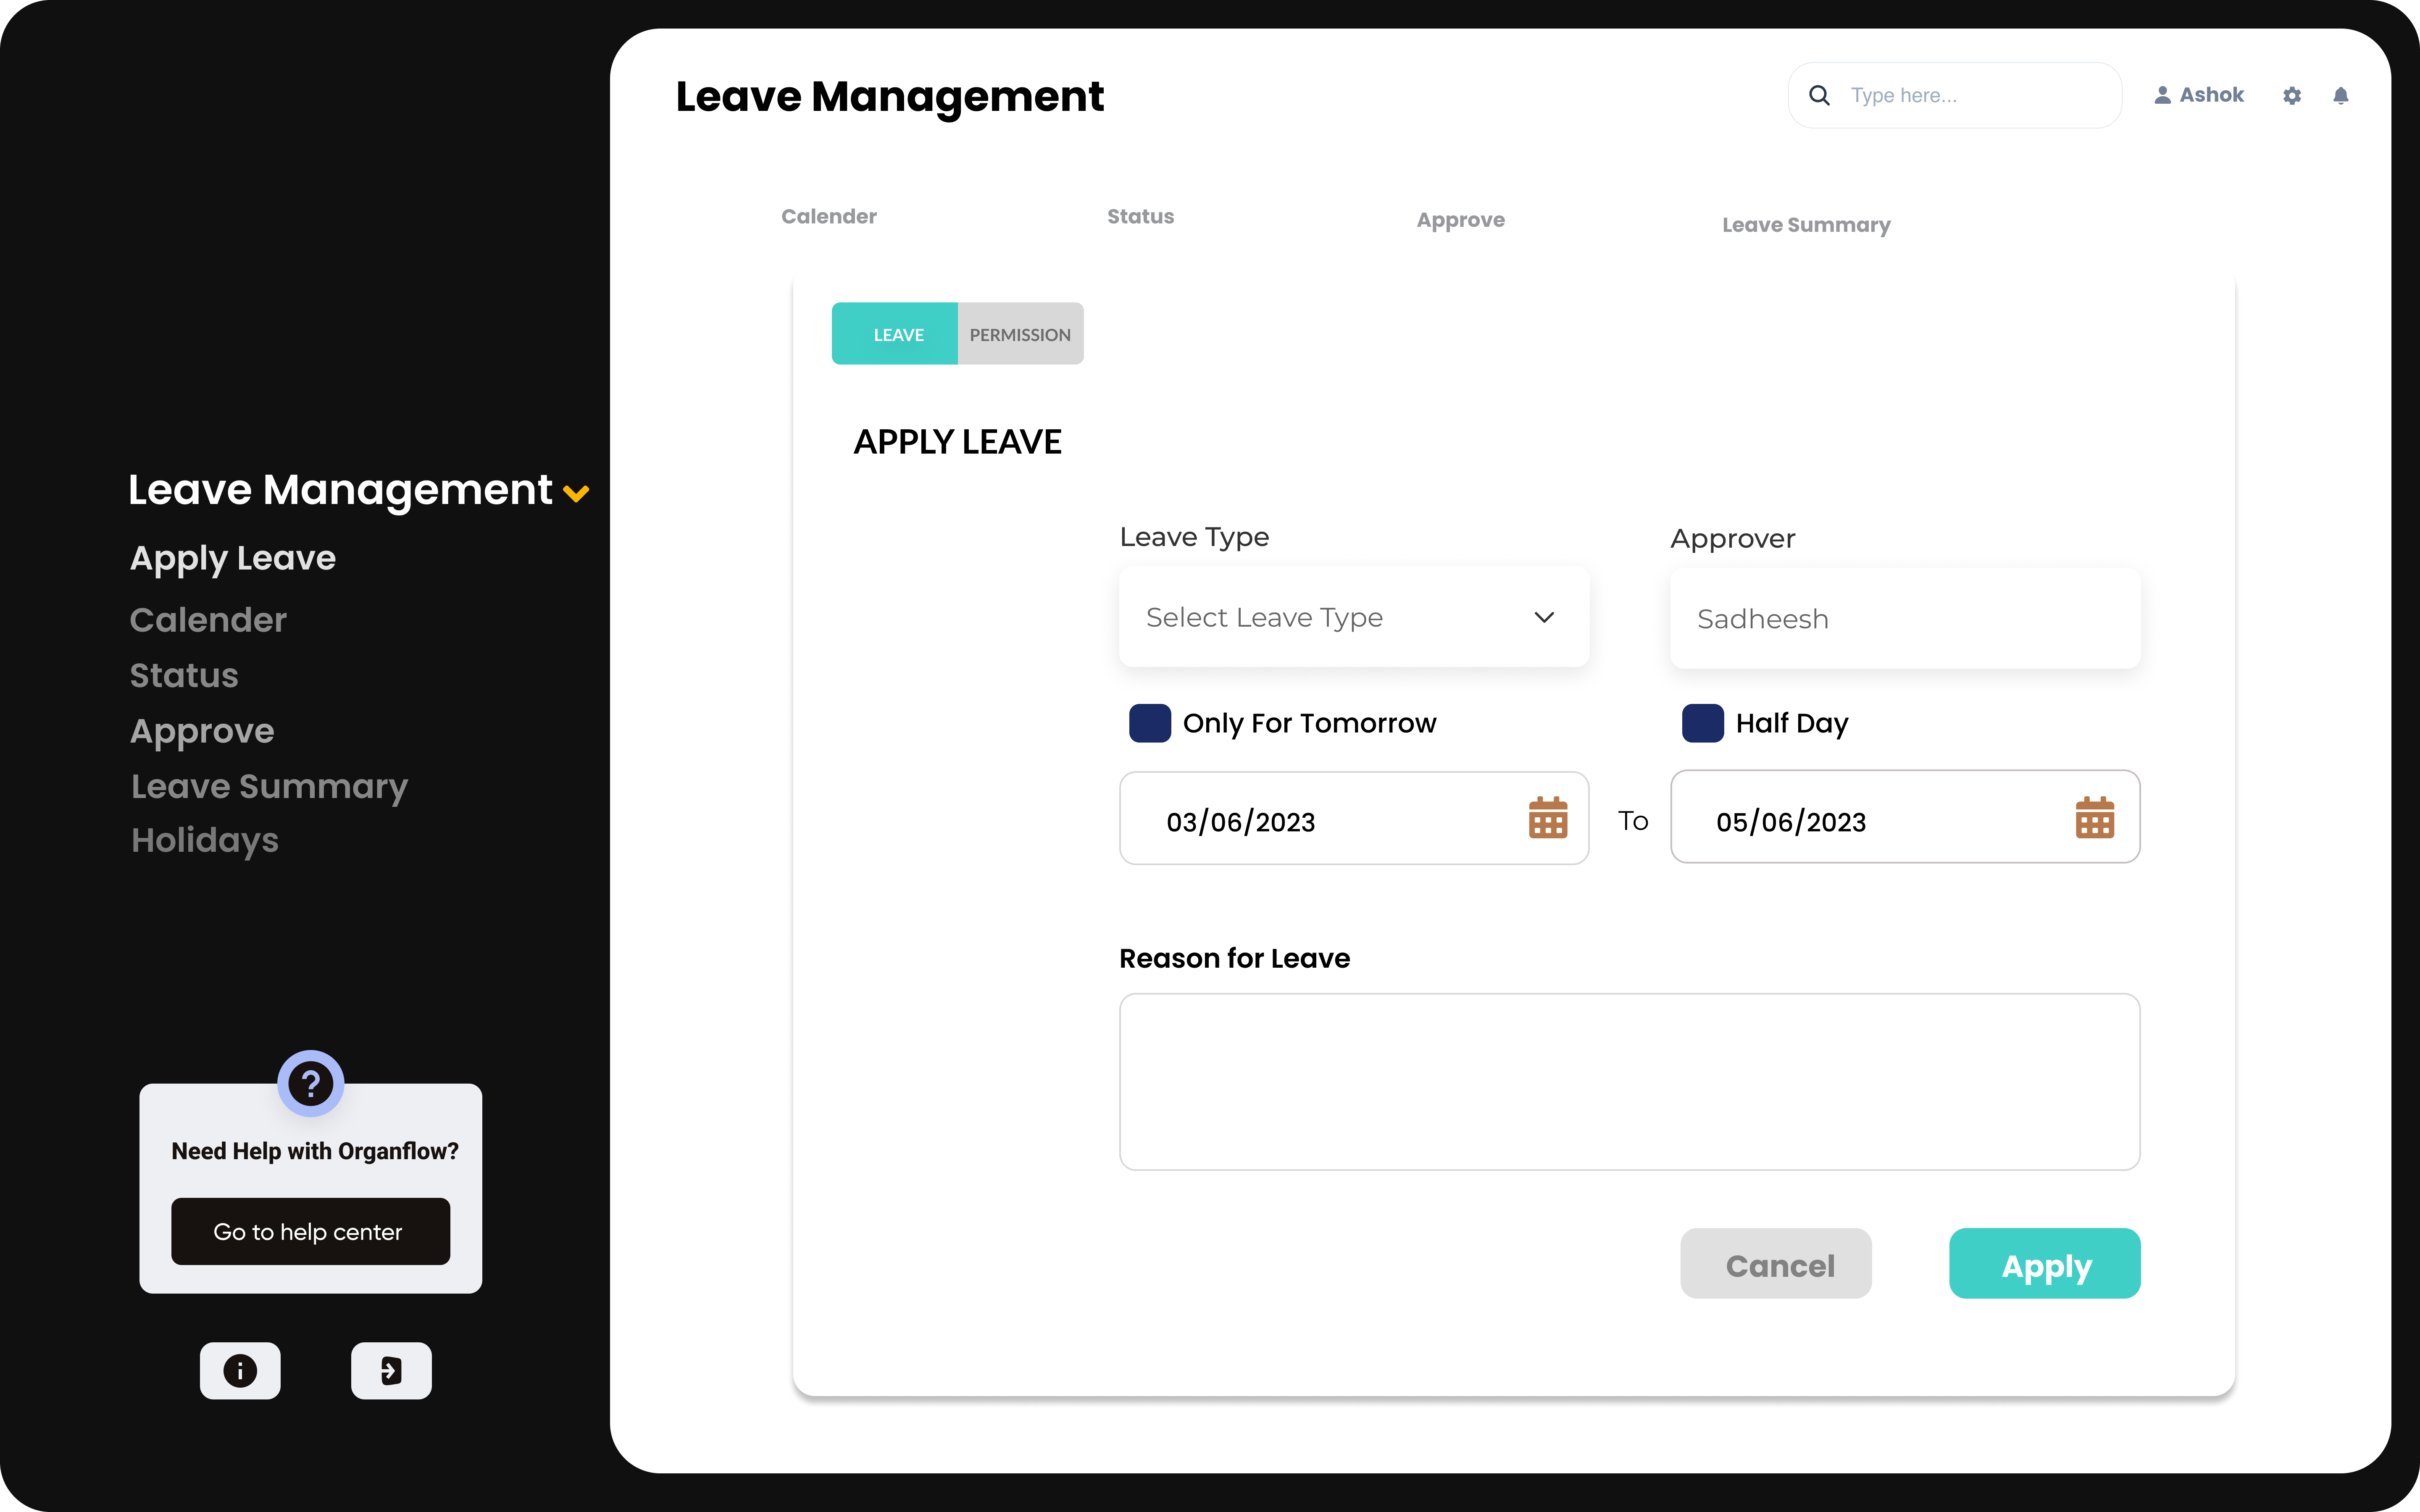 Leave Management
Type here...
Ashok
Calender
Status
Approve
Leave Summary
LEAVE
PERMISSION
APPLY LEAVE
Leave Management
Apply Leave
Calender
Status
Approve
Leave Summary
Holidays
Leave Type
Approver
Select Leave Type
Sadheesh
Only For Tomorrow
Half Day
03/06/2023
To
05/06/2023
Reason for Leave
?
Need Help with Organflow?
Go to help center
Cancel
Apply